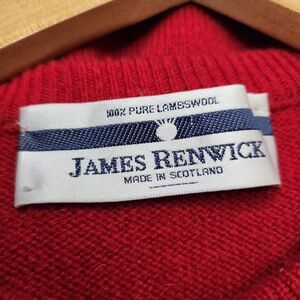 100% PURE LAMBSWOOL
JAMES RENWICK
MADE IN SCOTLAND